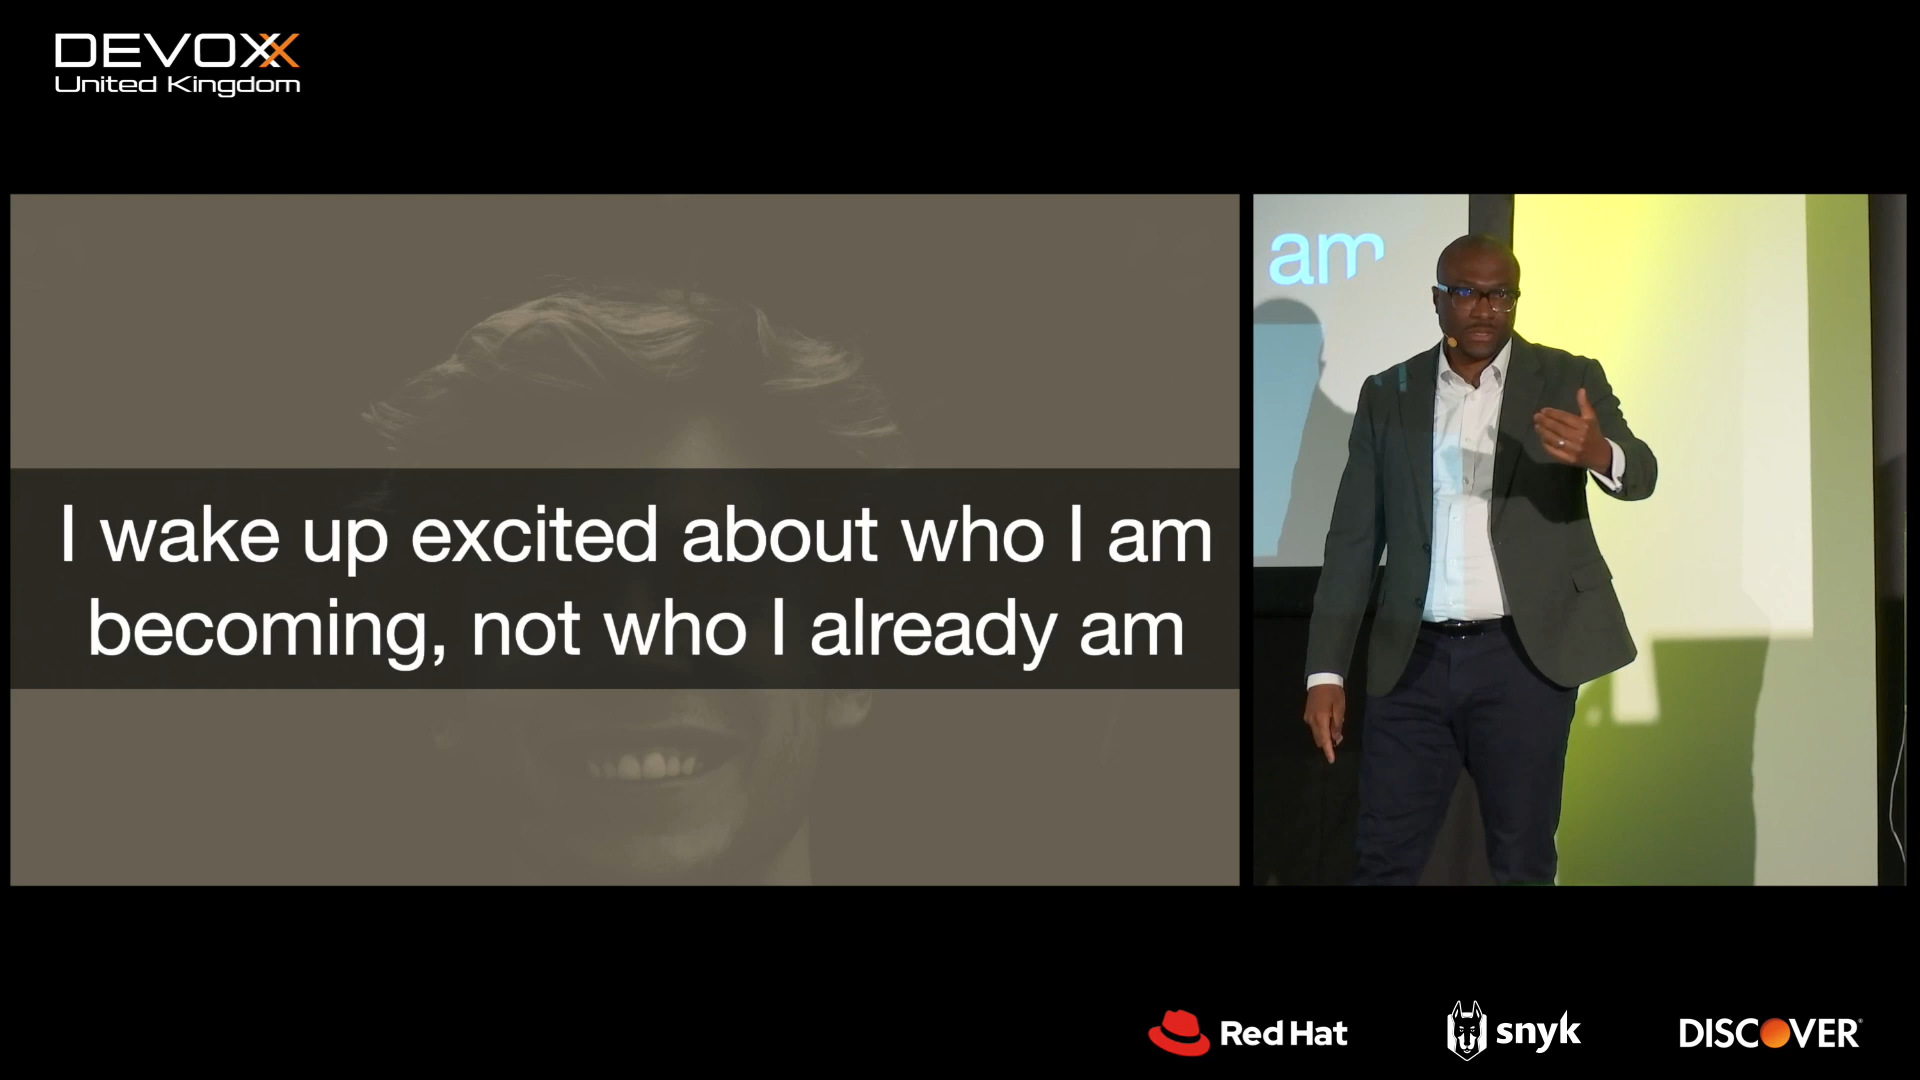 DEVOXX
United Kingdom
I wake up excited about who I am
becoming, not who I already am
am
Red Hat
snyk
DISCOVER